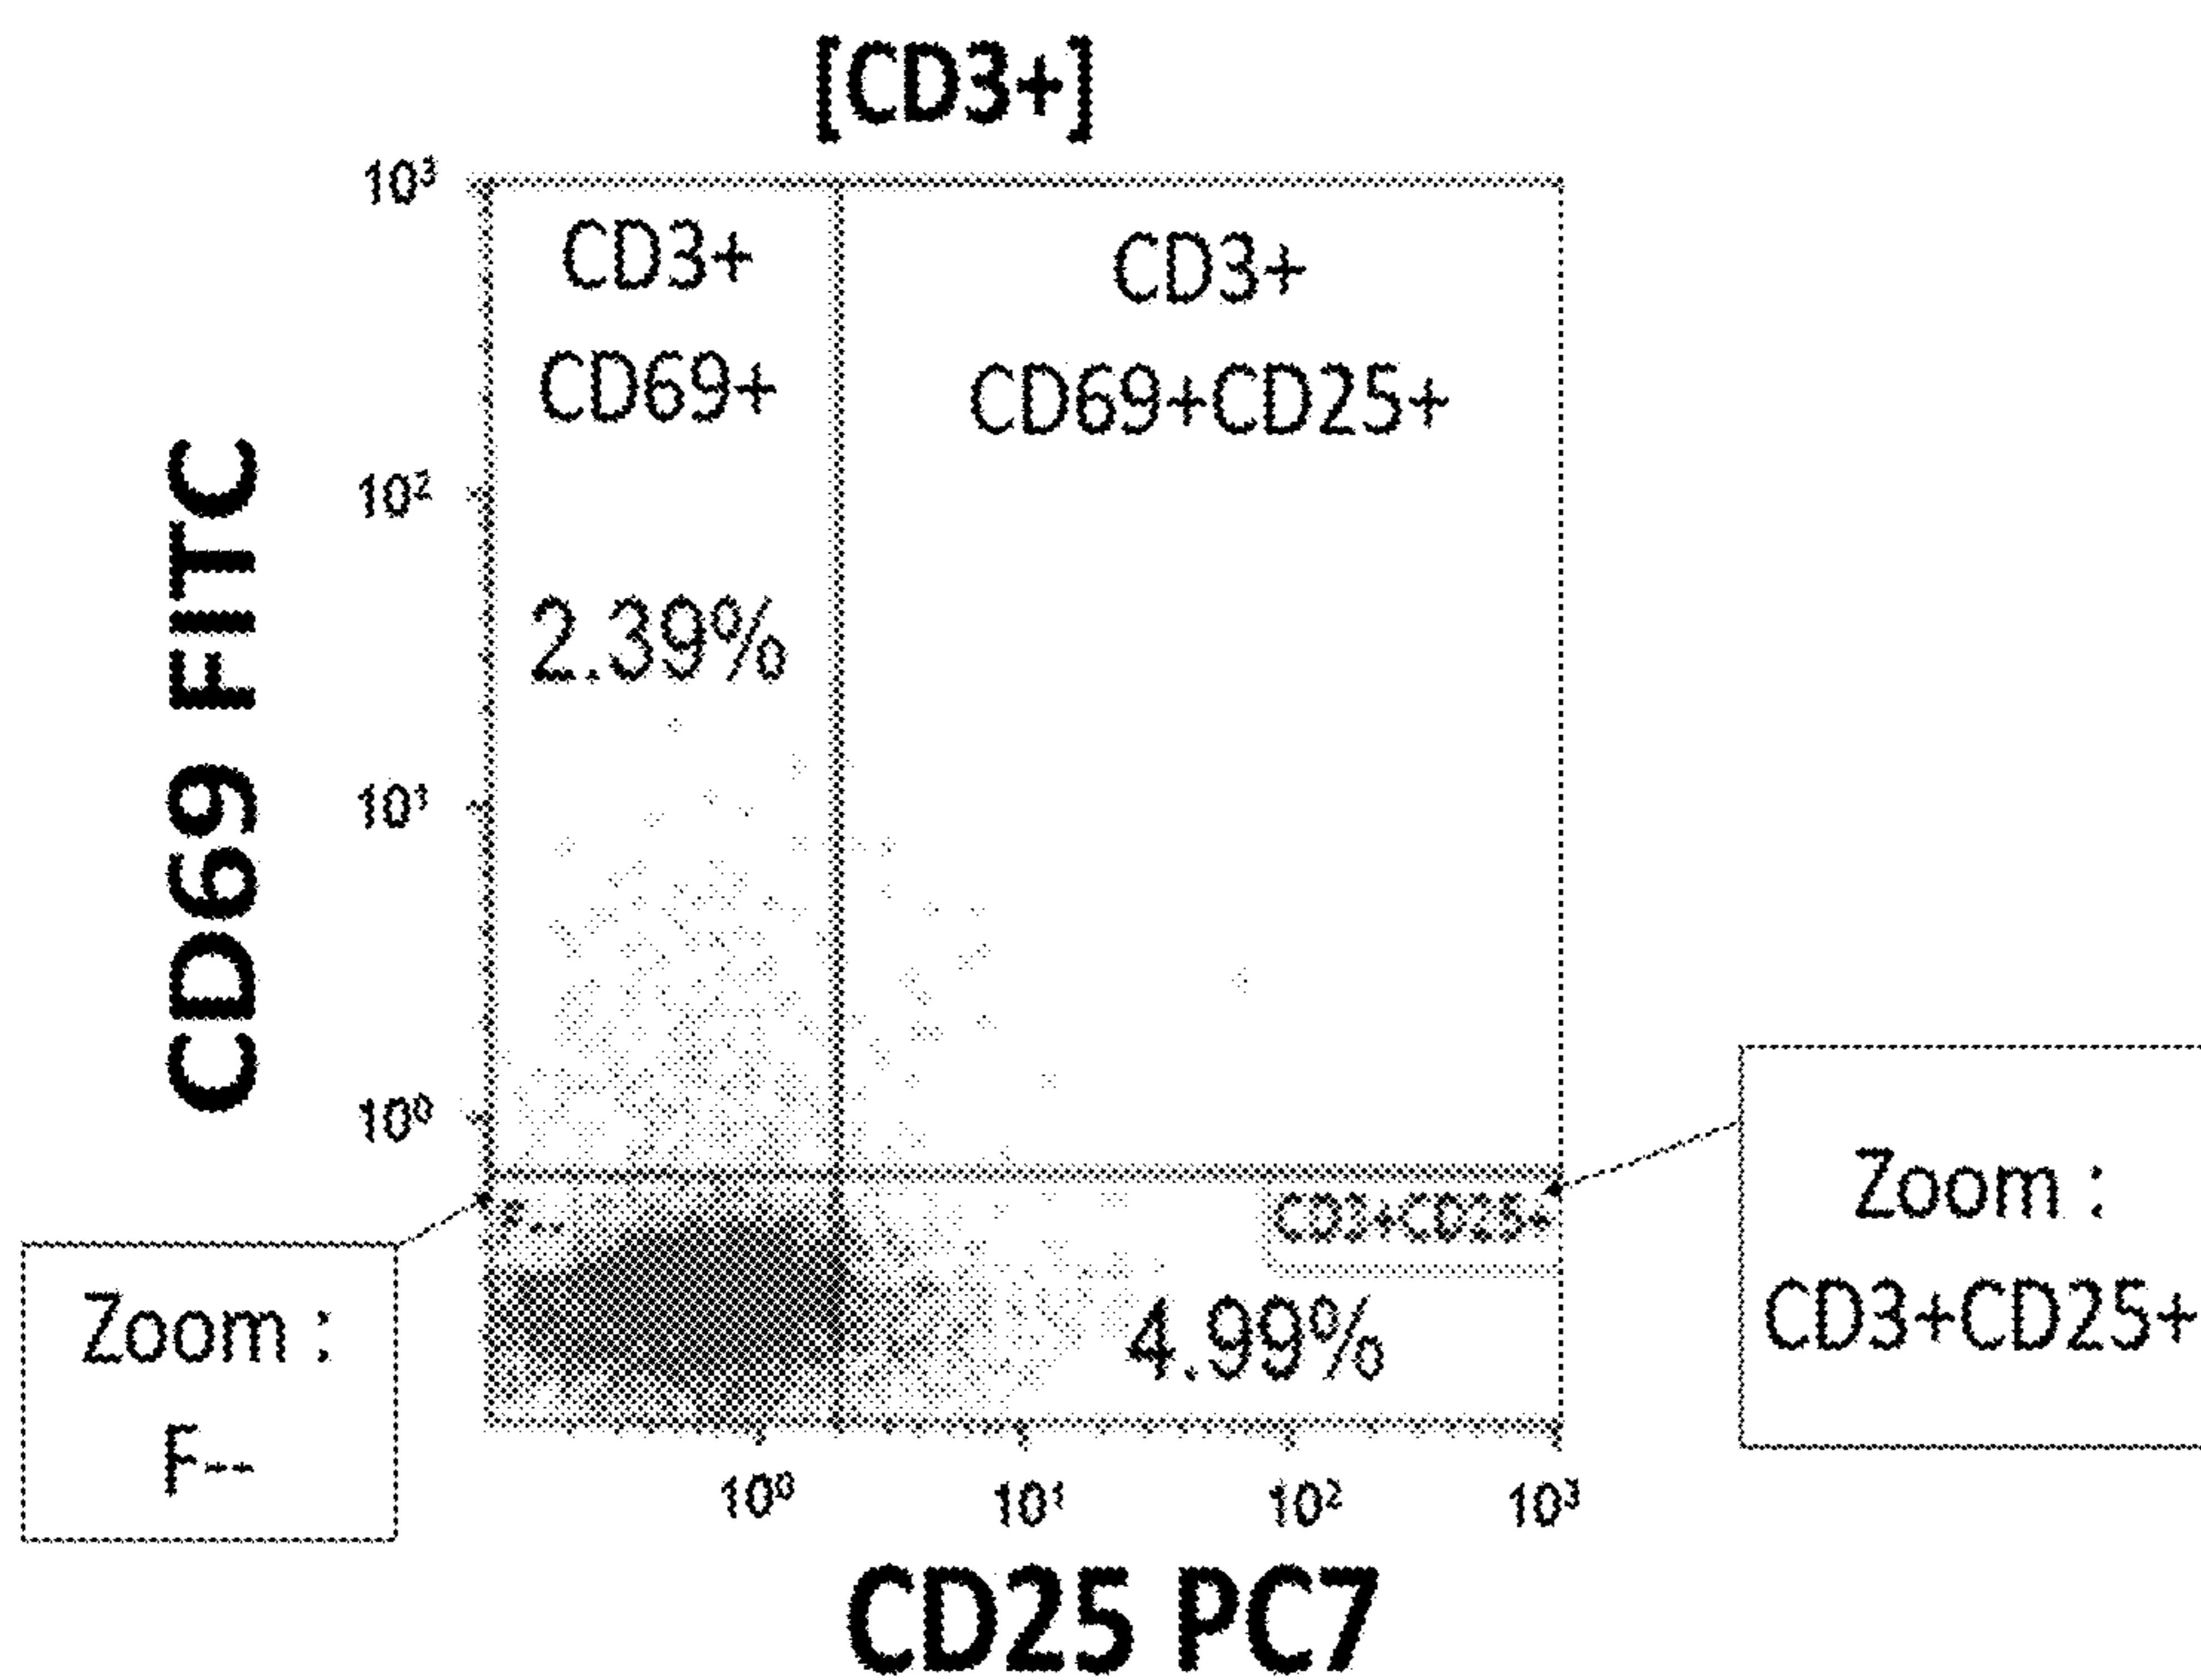 [CD3+]
10³
CD3+
CD69+
CD3+
CD69+CD25+
10²
2.39%
CD69 FITC
10¹
10⁰
CD3+CD25+
F--
4.99%
Zoom :
F--
Zoom :
CD3+CD25+
10⁰
10¹
10²
10³
CD25 PC7